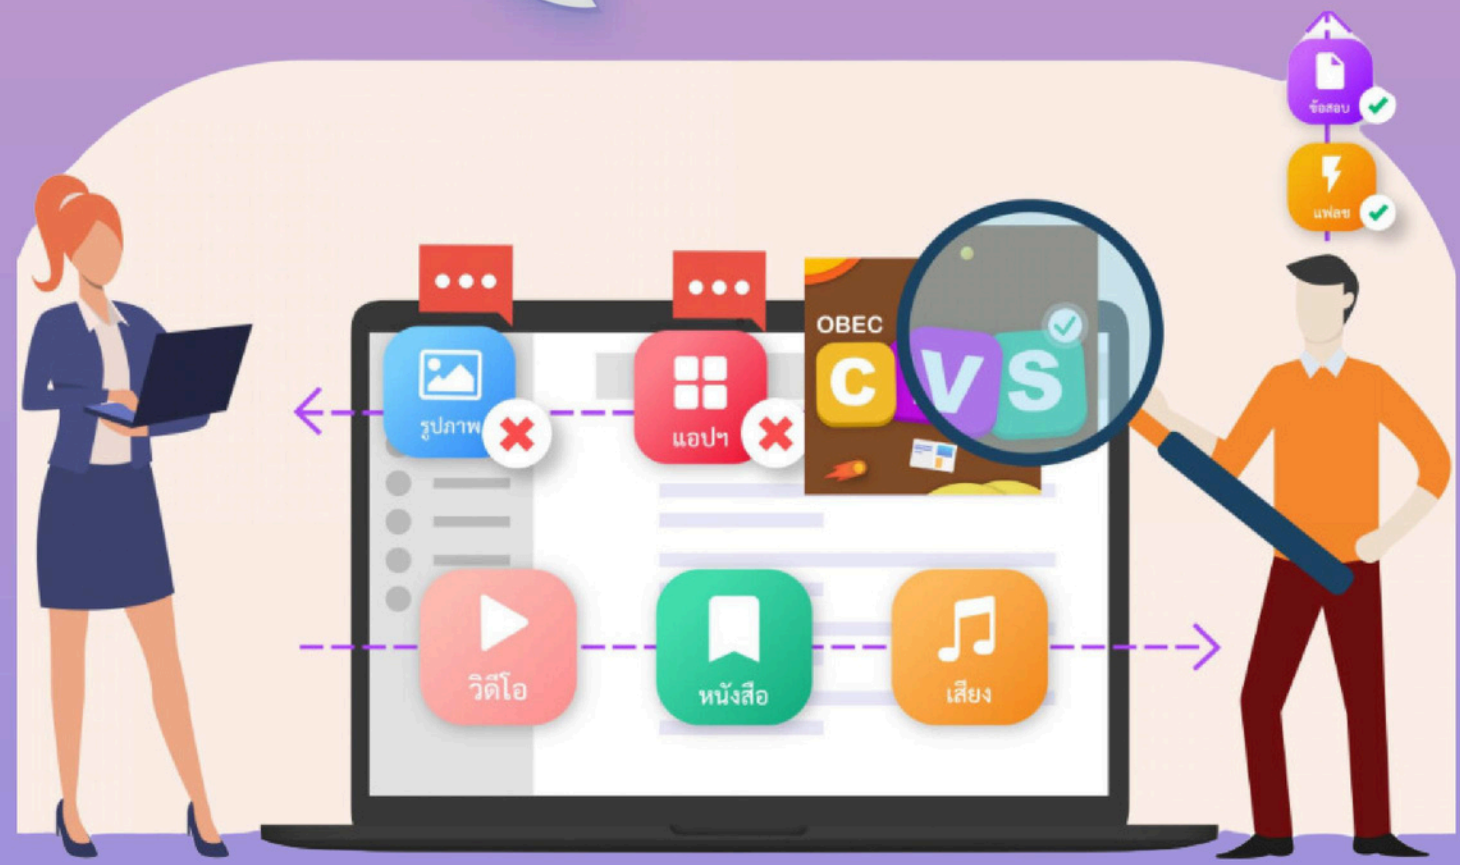 ข้อสอบ
แฟลช
OBEC
C V S
รูปภาพ
แอปฯ
วิดีโอ
หนังสือ
เสียง